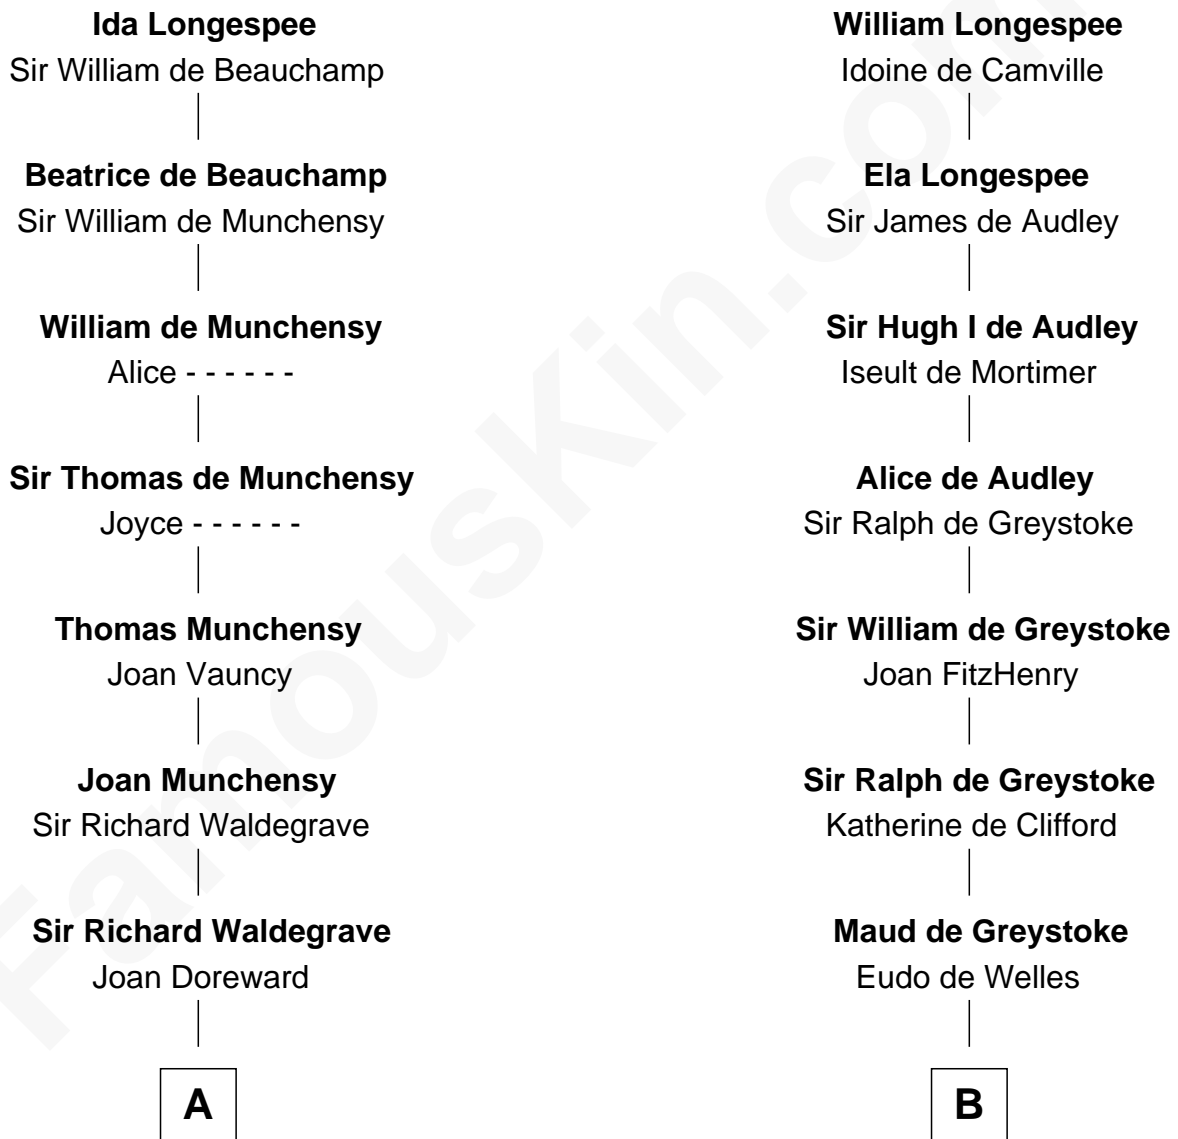 Ida Longespee
Sir William de Beauchamp
Beatrice de Beauchamp
Sir William de Munchensy
William de Munchensy
Alice - - - - - -
Sir Thomas de Munchensy
Joyce - - - - - -
Thomas Munchensy
Joan Vauncy
Joan Munchensy
Sir Richard Waldegrave
Sir Richard Waldegrave
Joan Doreward
A
William Longespee
Idoine de Camville
Ela Longespee
Sir James de Audley
Sir Hugh I de Audley
Iseult de Mortimer
Alice de Audley
Sir Ralph de Greystoke
Sir William de Greystoke
Joan FitzHenry
Sir Ralph de Greystoke
Katherine de Clifford
Maud de Greystoke
Eudo de Welles
B
FamousKin.com